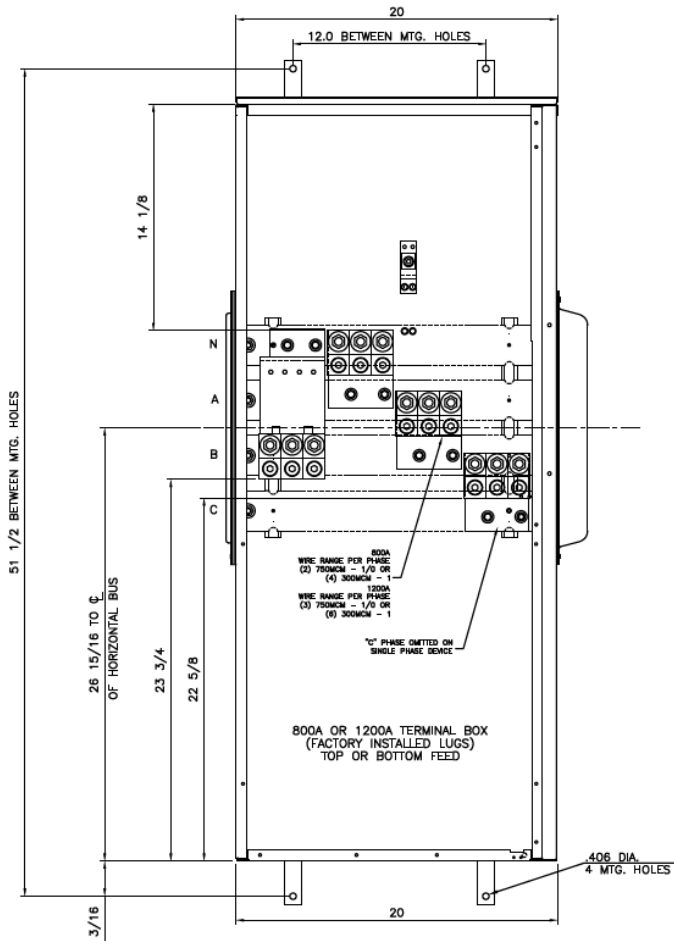 20
12.0 BETWEEN MTG. HOLES
14 1/8
51 1/2 BETWEEN MTG. HOLES
N
A
B
C
26 15/16 TO ℄
OF HORIZONTAL BUS
23 3/4
22 5/8
800A
WIRE RANGE PER PHASE
(2) 750MCM - 1/0 OR
(4) 300MCM - 1
1200A
WIRE RANGE PER PHASE
(3) 750MCM - 1/0 OR
(6) 300MCM - 1
"C" PHASE OMITTED ON
SINGLE PHASE DEVICE
800A OR 1200A TERMINAL BOX
(FACTORY INSTALLED LUGS)
TOP OR BOTTOM FEED
.406 DIA.
4 MTG. HOLES
3/16
20